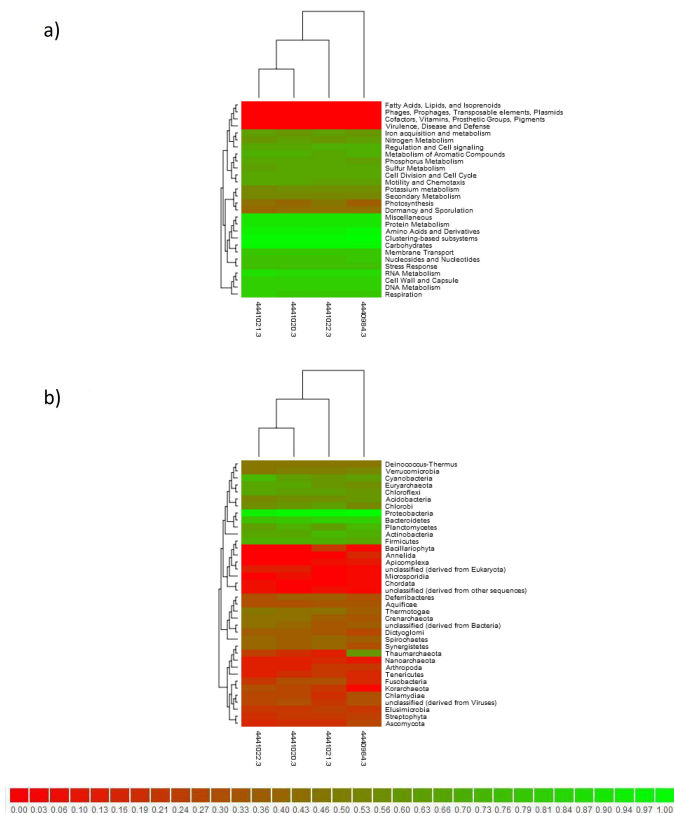 a)
Fatty Acids, Lipids, and Isoprenoids
Phages, Prophages, Transposable elements, Plasmids
Cofactors, Vitamins, Prosthetic Groups, Pigments
Virulence, Disease and Defense
Iron acquisition and metabolism
Nitrogen Metabolism
Regulation and Cell signaling
Metabolism of Aromatic Compounds
Phosphorus Metabolism
Sulfur Metabolism
Cell Division and Cell Cycle
Motility and Chemotaxis
Potassium metabolism
Secondary Metabolism
Photosynthesis
Dormancy and Sporulation
Miscellaneous
Protein Metabolism
Amino Acids and Derivatives
Clustering-based subsystems
Carbohydrates
Membrane Transport
Nucleosides and Nucleotides
Stress Response
RNA Metabolism
Cell Wall and Capsule
DNA Metabolism
Respiration
4441021.3
4441020.3
4441022.3
4440984.3
b)
Deinococcus-Thermus
Verrucomicrobia
Cyanobacteria
Euryarchaeota
Chloroflexi
Acidobacteria
Chlorobi
Proteobacteria
Bacteroidetes
Planctomycetes
Actinobacteria
Firmicutes
Bacillariophyta
Annelida
Apicomplexa
unclassified (derived from Eukaryota)
Microsporidia
Chordata
unclassified (derived from other sequences)
Deferribacteres
Aquificae
Thermotogae
Crenarchaeota
unclassified (derived from Bacteria)
Dictyoglomi
Spirochaetes
Synergistetes
Thaumarchaeota
Nanoarchaeota
Arthropoda
Tenericutes
Fusobacteria
Korarchaeota
Chlamydiae
unclassified (derived from Viruses)
Elusimicrobia
Streptophyta
Ascomycota
4441022.3
4441020.3
4441021.3
4440984.3
0.00 0.03 0.06 0.10 0.13 0.16 0.19 0.21 0.24 0.27 0.30 0.33 0.36 0.40 0.43 0.46 0.50 0.53 0.56 0.60 0.63 0.66 0.70 0.73 0.76 0.79 0.81 0.84 0.87 0.90 0.92 0.94 0.97 1.00